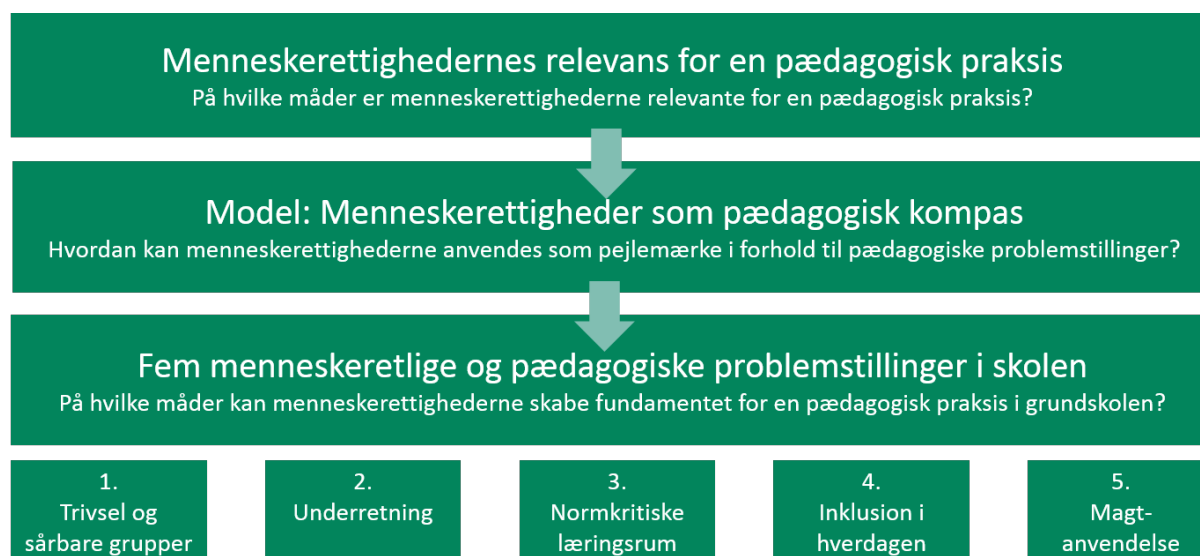 Menneskerettighedernes relevans for en pædagogisk praksis
På hvilke måder er menneskerettighederne relevante for en pædagogisk praksis?
Model: Menneskerettigheder som pædagogisk kompas
Hvordan kan menneskerettighederne anvendes som pejlemærke i forhold til pædagogiske problemstillinger?
Fem menneskeretlige og pædagogiske problemstillinger i skolen
På hvilke måder kan menneskerettighederne skabe fundamentet for en pædagogisk praksis i grundskolen?
1.
Trivsel og
sårbare grupper
2.
Underretning
3.
Normkritiske
læringsrum
4.
Inklusion i
hverdagen
5.
Magt-
anvendelse